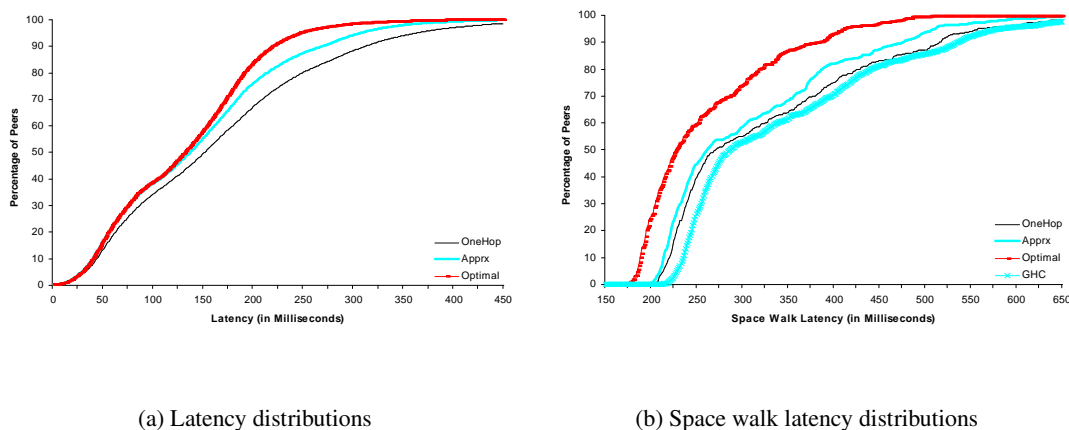 100
90
80
70
60
50
40
30
20
10
0
Percentage of Peers
OneHop
Apprx
Optimal
0 50 100 150 200 250 300 350 400 450
Latency (in Milliseconds)
(a) Latency distributions
100
90
80
70
60
50
40
30
20
10
0
Percentage of Peers
OneHop
Apprx
Optimal
GHC
150 200 250 300 350 400 450 500 550 600 650
Space Walk Latency (in Milliseconds)
(b) Space walk latency distributions